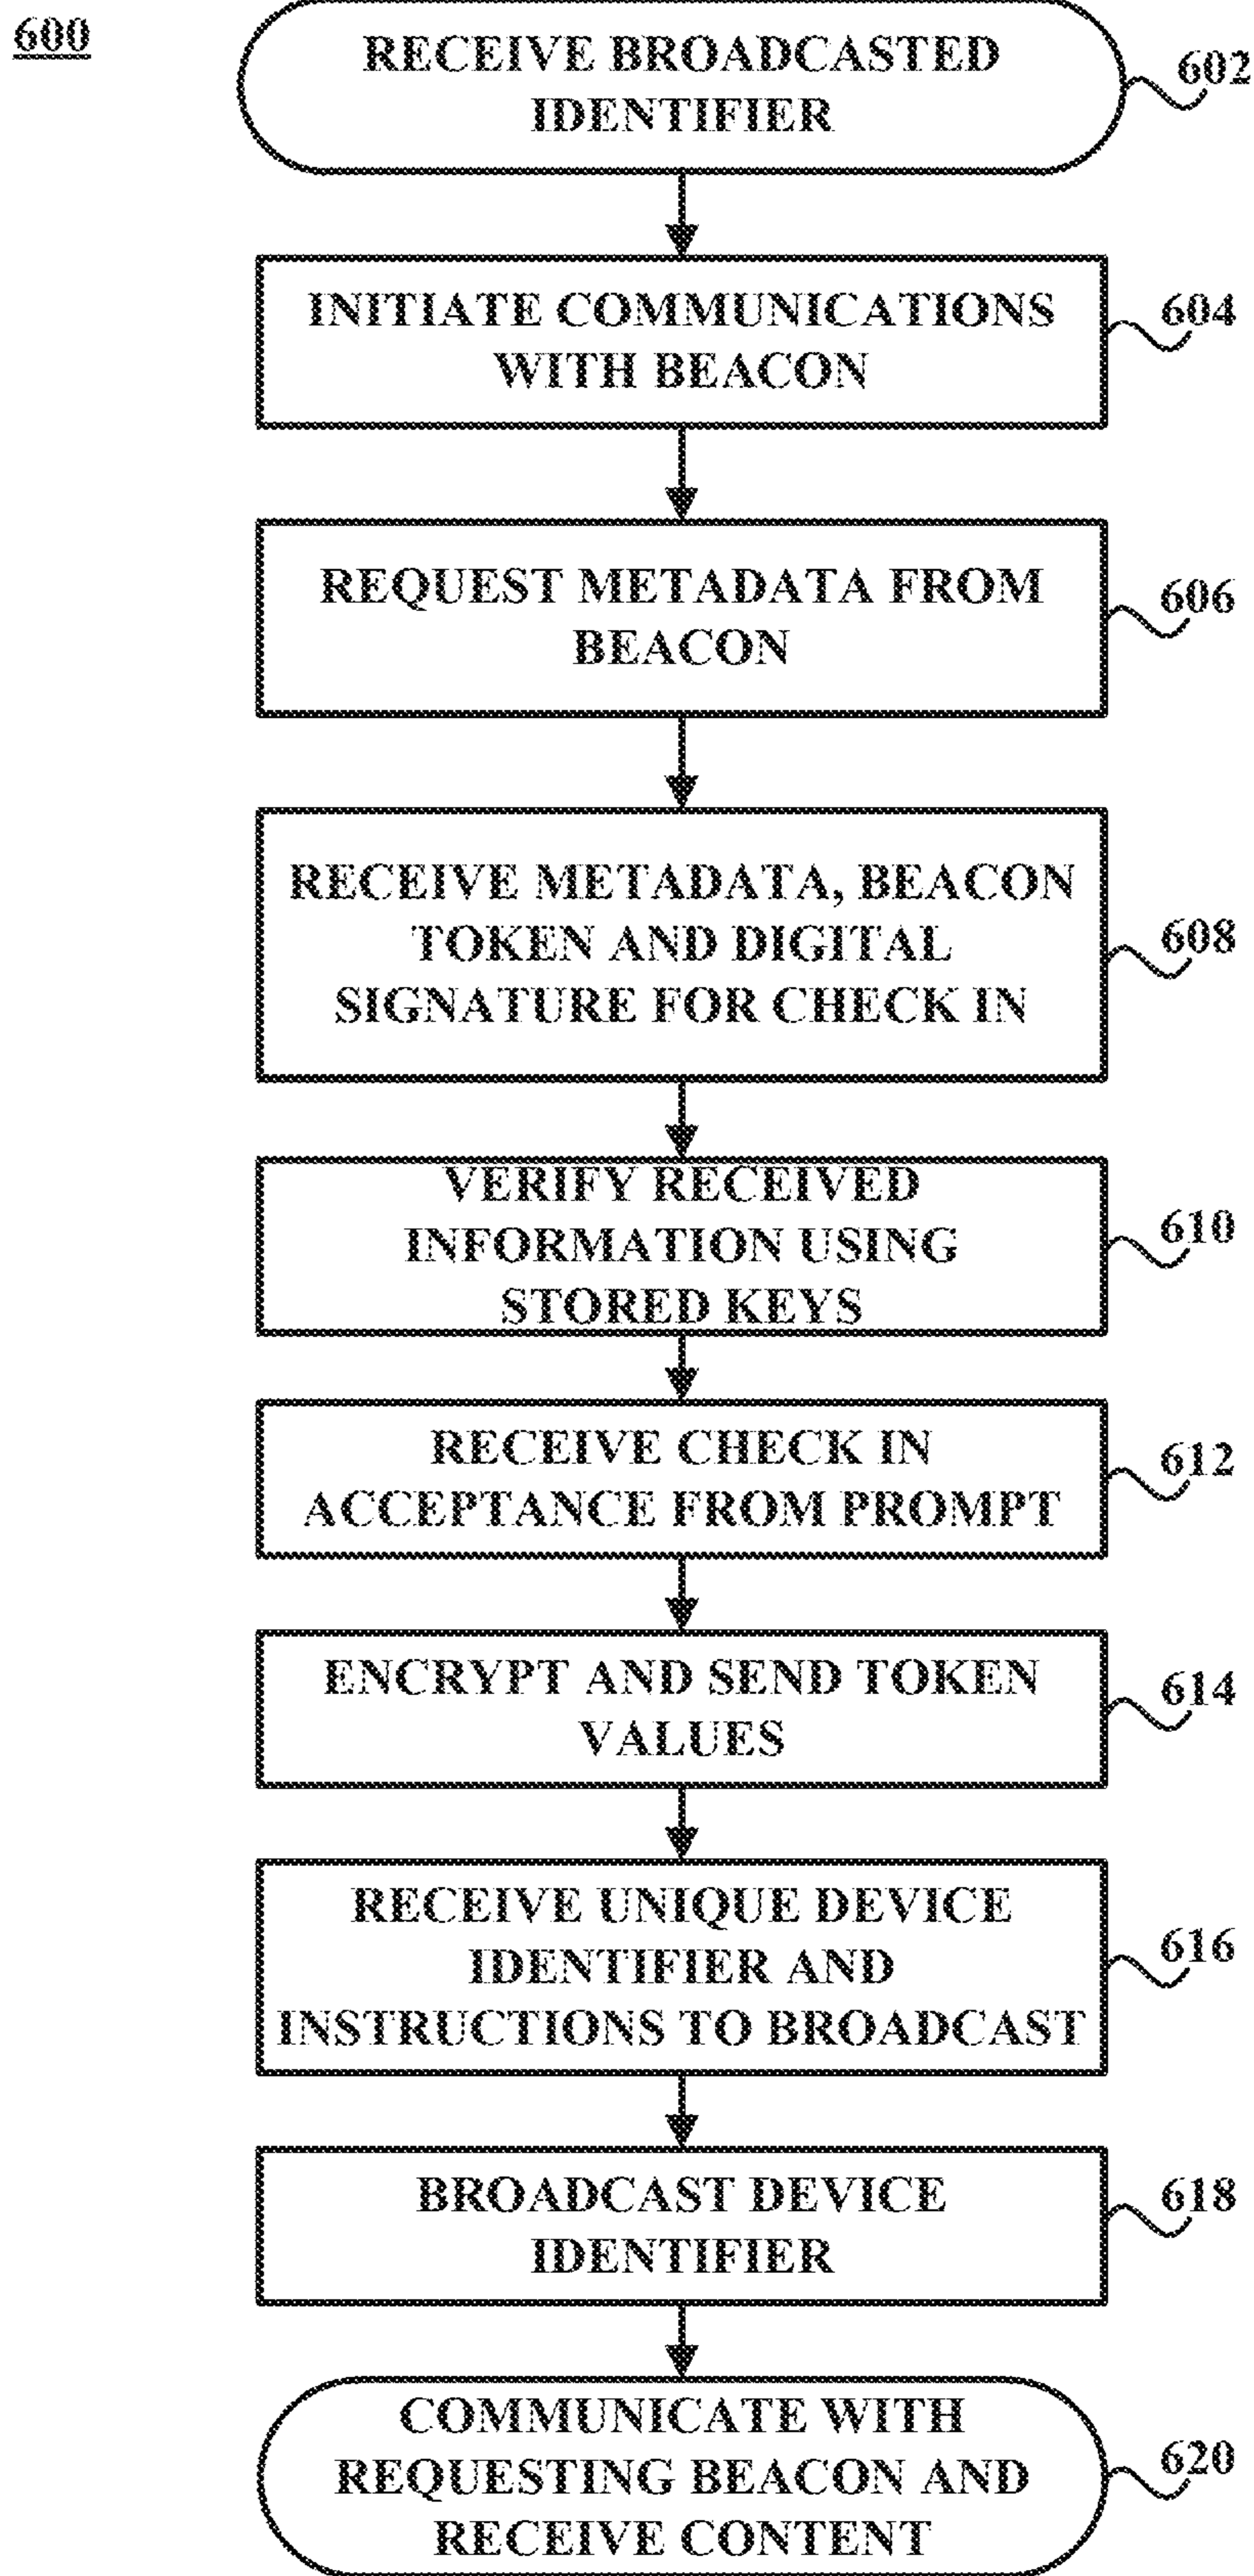 600
RECEIVE BROADCASTED
IDENTIFIER
602
INITIATE COMMUNICATIONS
WITH BEACON
604
REQUEST METADATA FROM
BEACON
606
RECEIVE METADATA, BEACON
TOKEN AND DIGITAL
SIGNATURE FOR CHECK IN
608
VERIFY RECEIVED
INFORMATION USING
STORED KEYS
610
RECEIVE CHECK IN
ACCEPTANCE FROM PROMPT
612
ENCRYPT AND SEND TOKEN
VALUES
614
RECEIVE UNIQUE DEVICE
IDENTIFIER AND
INSTRUCTIONS TO BROADCAST
616
BROADCAST DEVICE
IDENTIFIER
618
COMMUNICATE WITH
REQUESTING BEACON AND
RECEIVE CONTENT
620